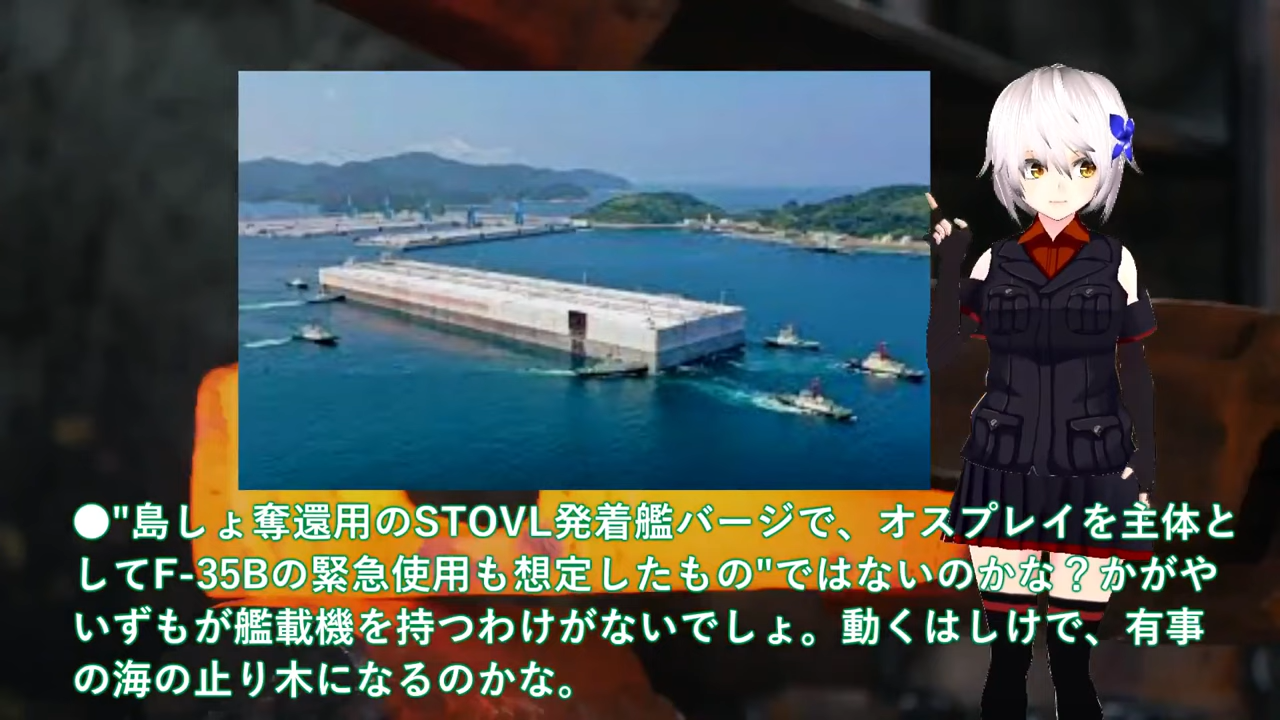 ●"島しょ奪還用のSTOVL発着艦バージで、オスプレイを主体と
してF-35Bの緊急使用も想定したもの"ではないのかな？かがや
いずもが艦載機を持つわけがないでしょ。動くはしけで、有事
の海の止り木になるのかな。